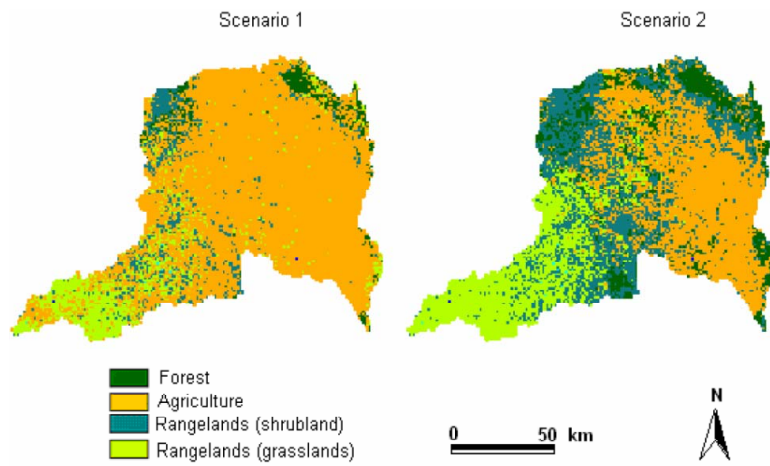 Scenario 1
Scenario 2
Forest
Agriculture
Rangelands (shrubland)
Rangelands (grasslands)
0 50 km
N